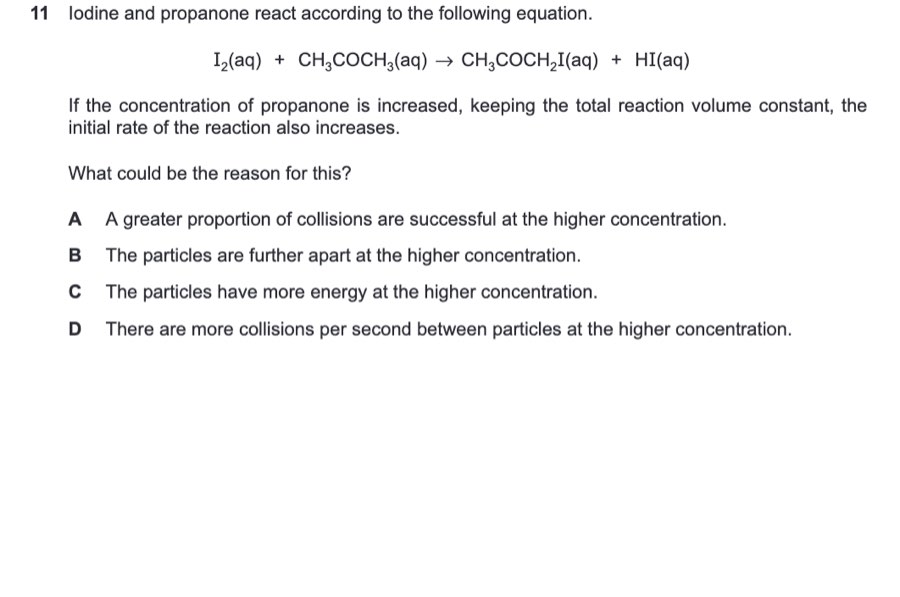 11 Iodine and propanone react according to the following equation.
I₂(aq) + CH₃COCH₃(aq) → CH₃COCH₂I(aq) + HI(aq)
If the concentration of propanone is increased, keeping the total reaction volume constant, the
initial rate of the reaction also increases.
What could be the reason for this?
A A greater proportion of collisions are successful at the higher concentration.
B The particles are further apart at the higher concentration.
C The particles have more energy at the higher concentration.
D There are more collisions per second between particles at the higher concentration.